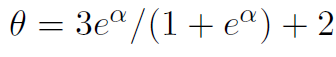 θ = 3e^α/(1 + e^α) + 2